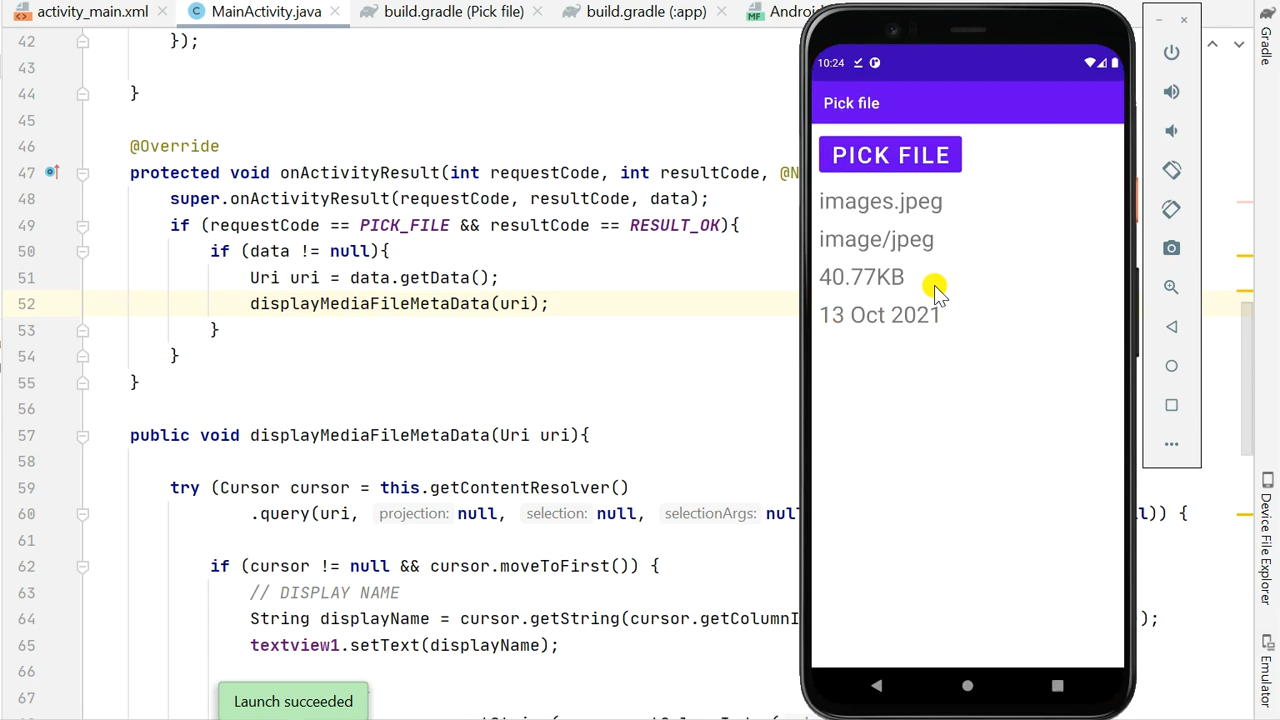 activity_main.xml MainActivity.java build.gradle (Pick file) build.gradle (:app)
42 });
43
44 }
45
46 @Override
47 protected void onActivityResult(int requestCode, int resultCode,
48 super.onActivityResult(requestCode, resultCode, data);
49 if (requestCode == PICK_FILE && resultCode == RESULT_OK){
50 if (data != null){
51 Uri uri = data.getData();
52 displayMediaFileMetaData(uri);
53 }
54 }
55 }
56
57 public void displayMediaFileMetaData(Uri uri){
58
59 try (Cursor cursor = this.getContentResolver()
60 .query(uri, projection: null, selection: null, selectionArgs: )) {
61
62 if (cursor != null && cursor.moveToFirst()) {
63 // DISPLAY NAME
64 String displayName = cursor.getString( );
65 textview1.setText(displayName);
66
67
Launch succeeded
10:24
Pick file
PICK FILE
images.jpeg
image/jpeg
40.77KB
13 Oct 2021
Gradle
Device File Explorer
Emulator